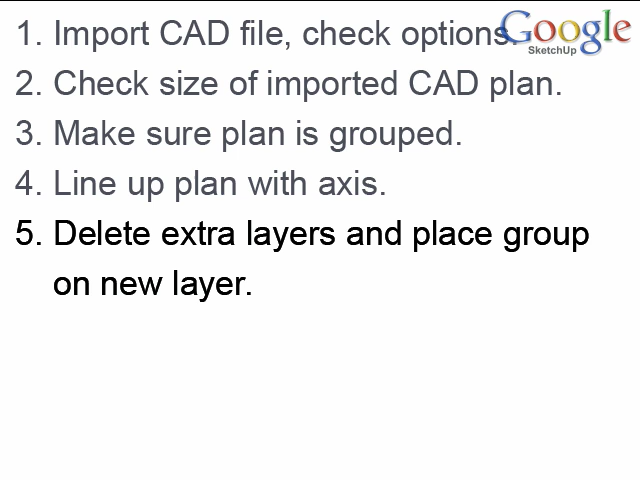 1. Import CAD file, check options.
Google
SketchUp
2. Check size of imported CAD plan.
3. Make sure plan is grouped.
4. Line up plan with axis.
5. Delete extra layers and place group
on new layer.